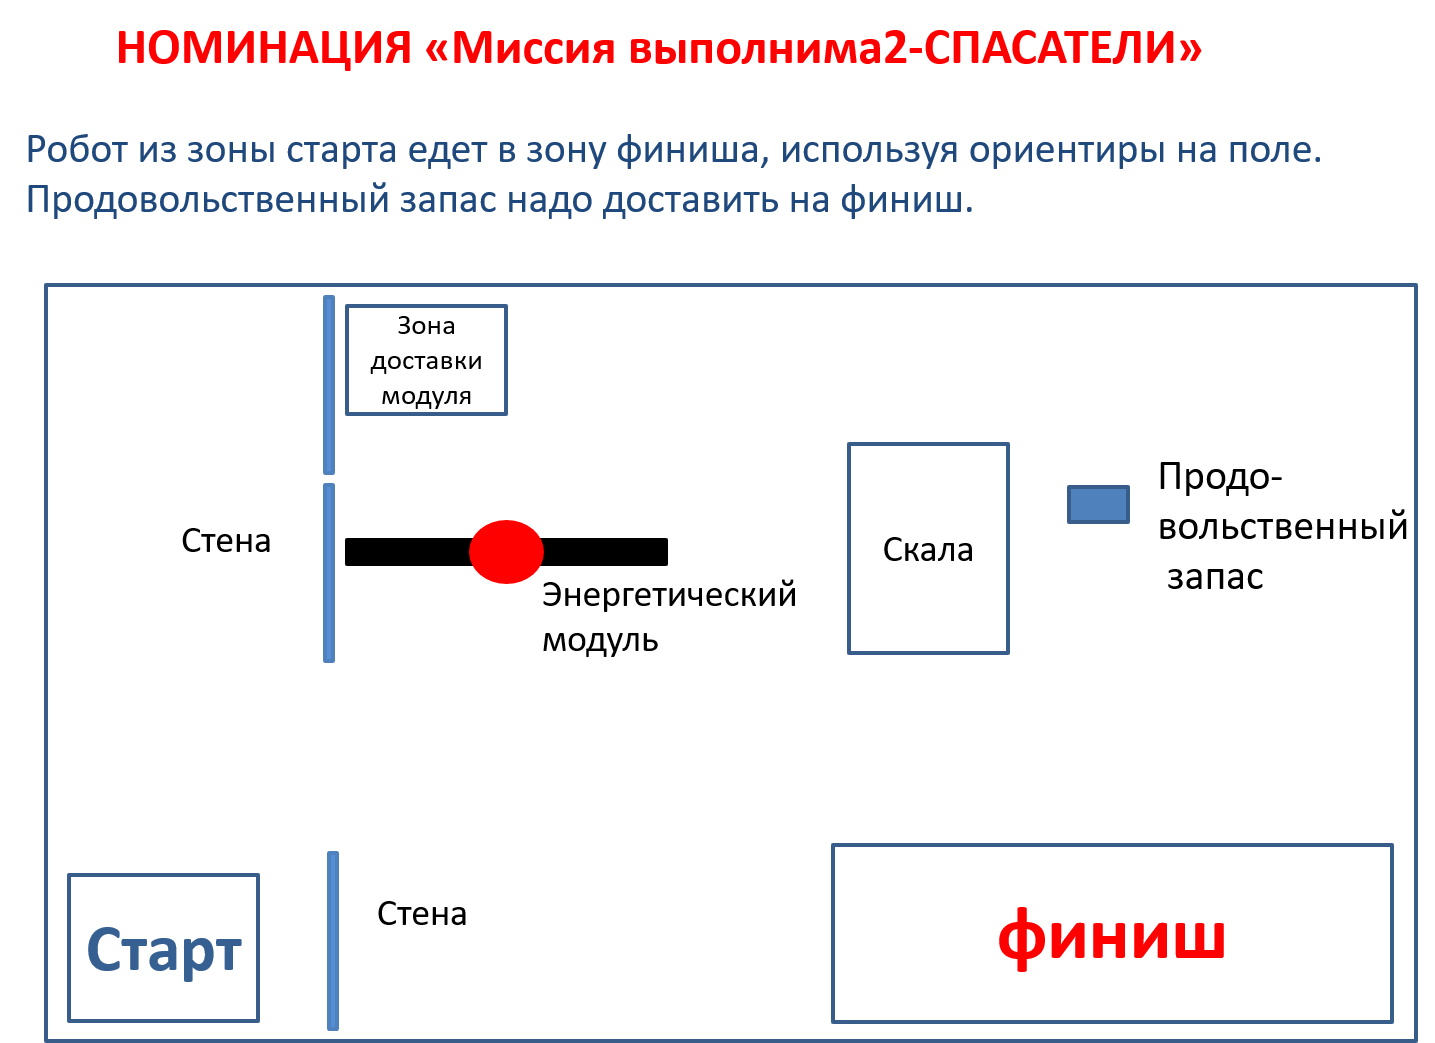 НОМИНАЦИЯ «Миссия выполнима2-СПАСАТЕЛИ»
Робот из зоны старта едет в зону финиша, используя ориентиры на поле.
Продовольственный запас надо доставить на финиш.
Зона
доставки
модуля
Стена
Энергетический
модуль
Скала
Продо-
вольственный
запас
Старт
Стена
финиш